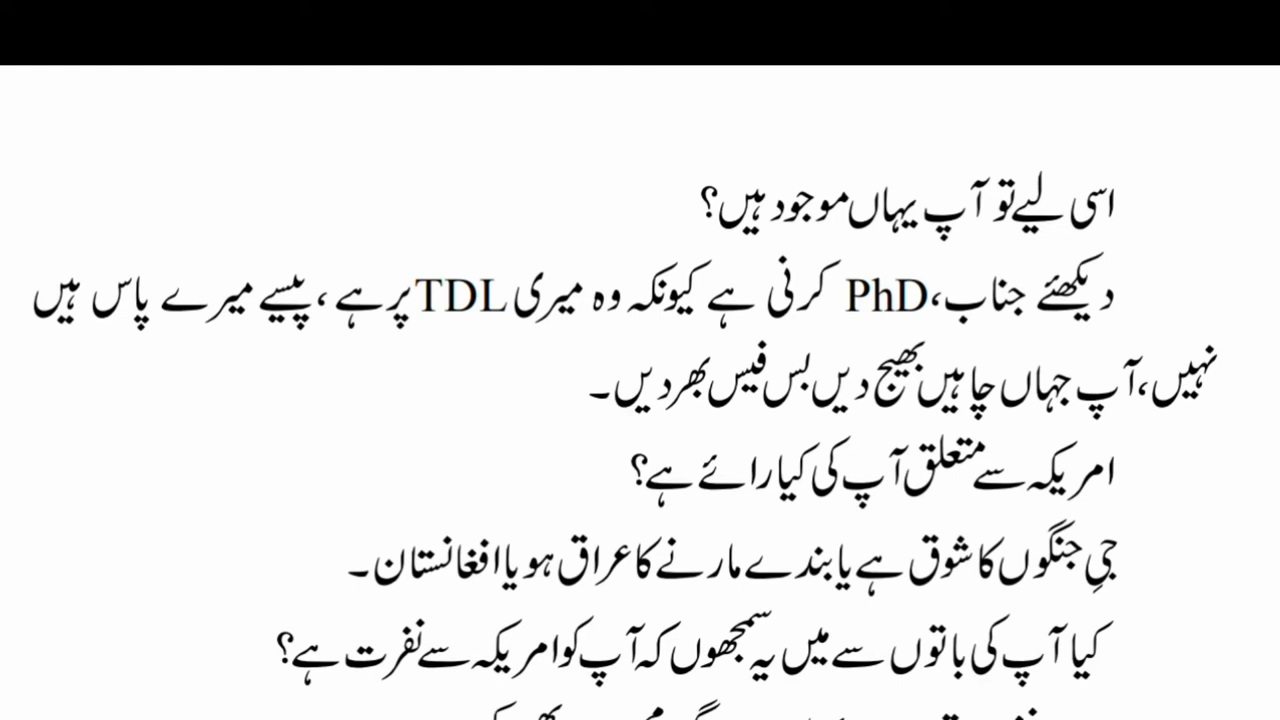 اسی لیے تو آپ یہاں موجود ہیں؟
دیکھئے جناب، PhD کرنی ہے کیونکہ وہ میری TDL پر ہے، پیسے میرے پاس ہیں
نہیں، آپ جہاں چاہیں بھیج دیں بس فیس بھر دیں۔
امریکہ سے متعلق آپ کی کیا رائے ہے؟
جیِ جنگوں کا شوق ہے یا بندے مارنے کا عراق ہو یا افغانستان۔
کیا آپ کی باتوں سے میں یہ سمجھوں کہ آپ کو امریکہ سے نفرت ہے؟